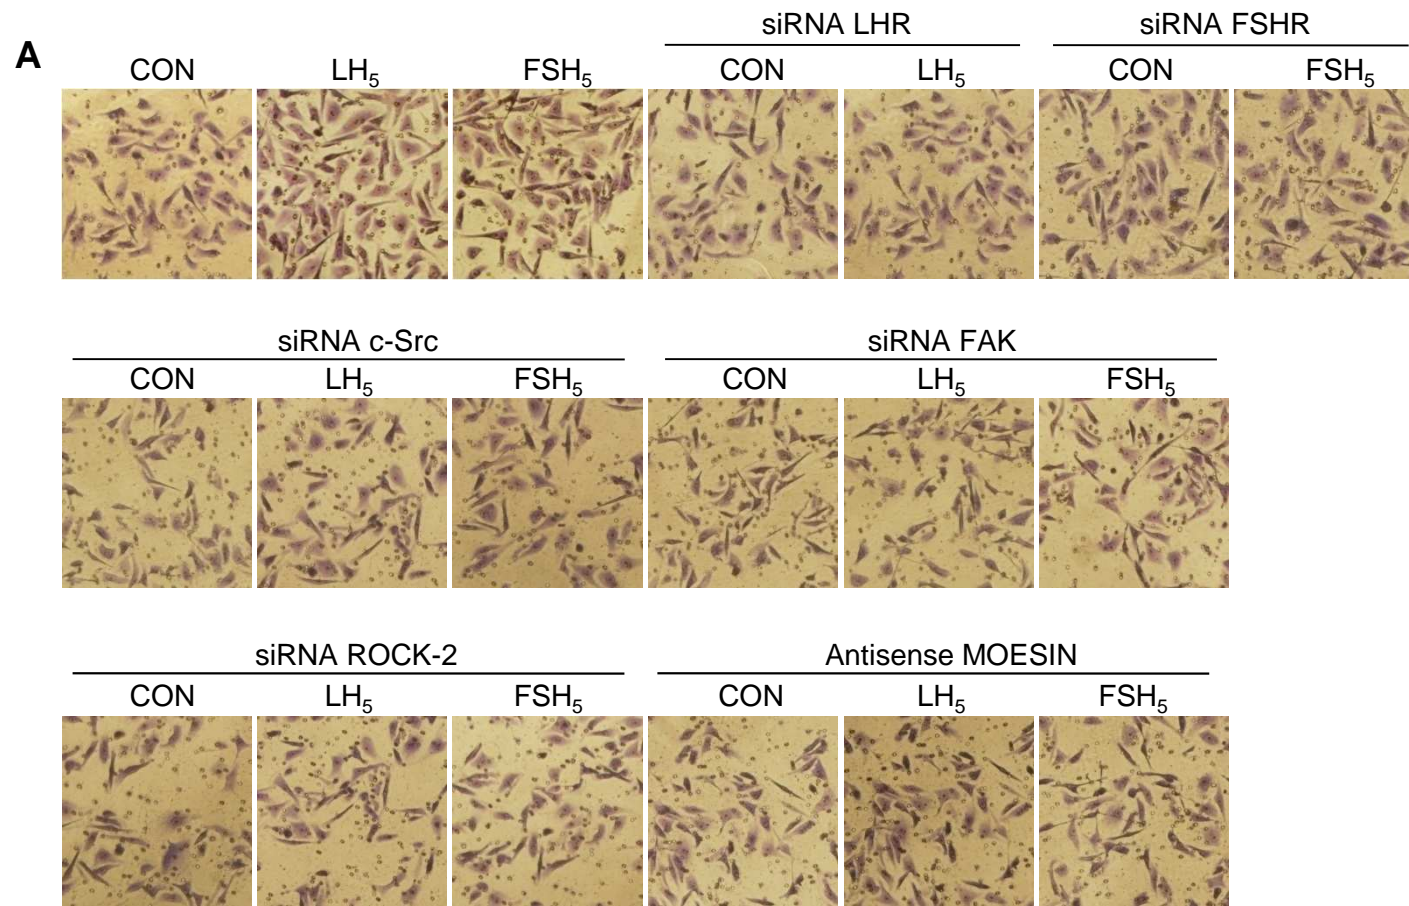 siRNA LHR siRNA FSHR
A
CON LH5 FSH5 CON LH5 CON FSH5
siRNA c-Src siRNA FAK
CON LH5 FSH5 CON LH5 FSH5
siRNA ROCK-2 Antisense MOESIN
CON LH5 FSH5 CON LH5 FSH5